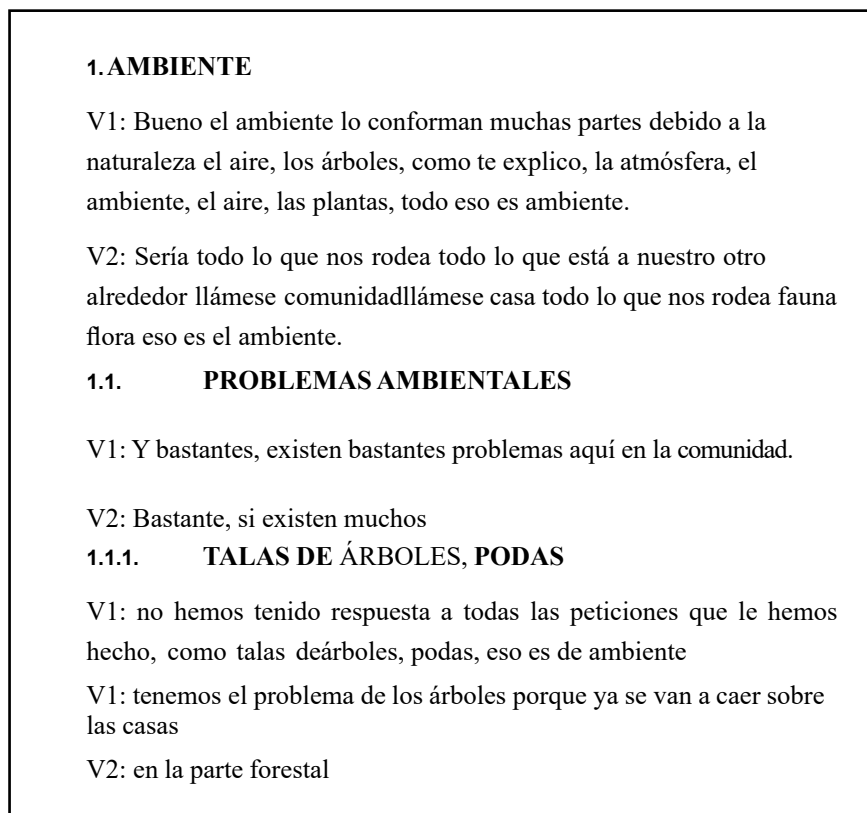 1. AMBIENTE
V1: Bueno el ambiente lo conforman muchas partes debido a la
naturaleza el aire, los árboles, como te explico, la atmósfera, el
ambiente, el aire, las plantas, todo eso es ambiente.
V2: Sería todo lo que nos rodea todo lo que está a nuestro otro
alrededor llámese comunidadllámese casa todo lo que nos rodea fauna
flora eso es el ambiente.
1.1. PROBLEMAS AMBIENTALES
V1: Y bastantes, existen bastantes problemas aquí en la comunidad.
V2: Bastante, si existen muchos
1.1.1. TALAS DE ÁRBOLES, PODAS
V1: no hemos tenido respuesta a todas las peticiones que le hemos
hecho, como talas deárboles, podas, eso es de ambiente
V1: tenemos el problema de los árboles porque ya se van a caer sobre
las casas
V2: en la parte forestal